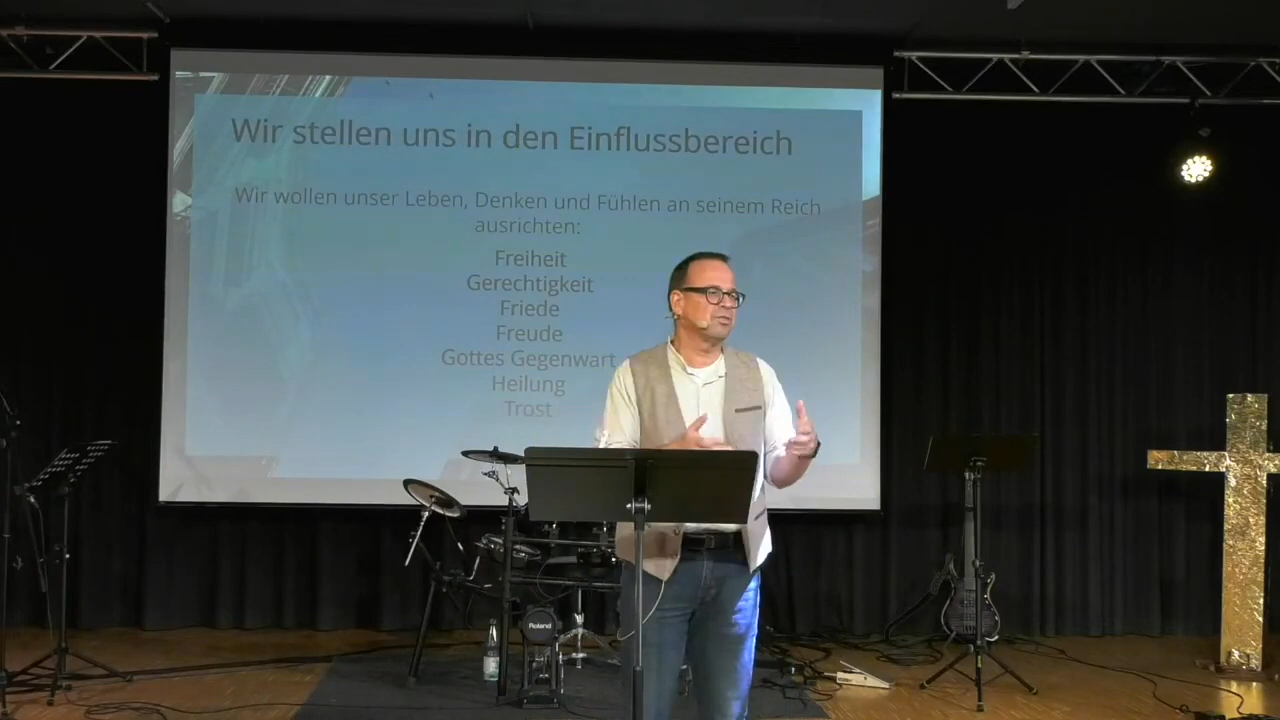 Wir stellen uns in den Einflussbereich
Wir wollen unser Leben, Denken und Fühlen an seinem Reich
ausrichten:
Freiheit
Gerechtigkeit
Friede
Freude
Gottes Gegenwart
Heilung
Trost
Roland